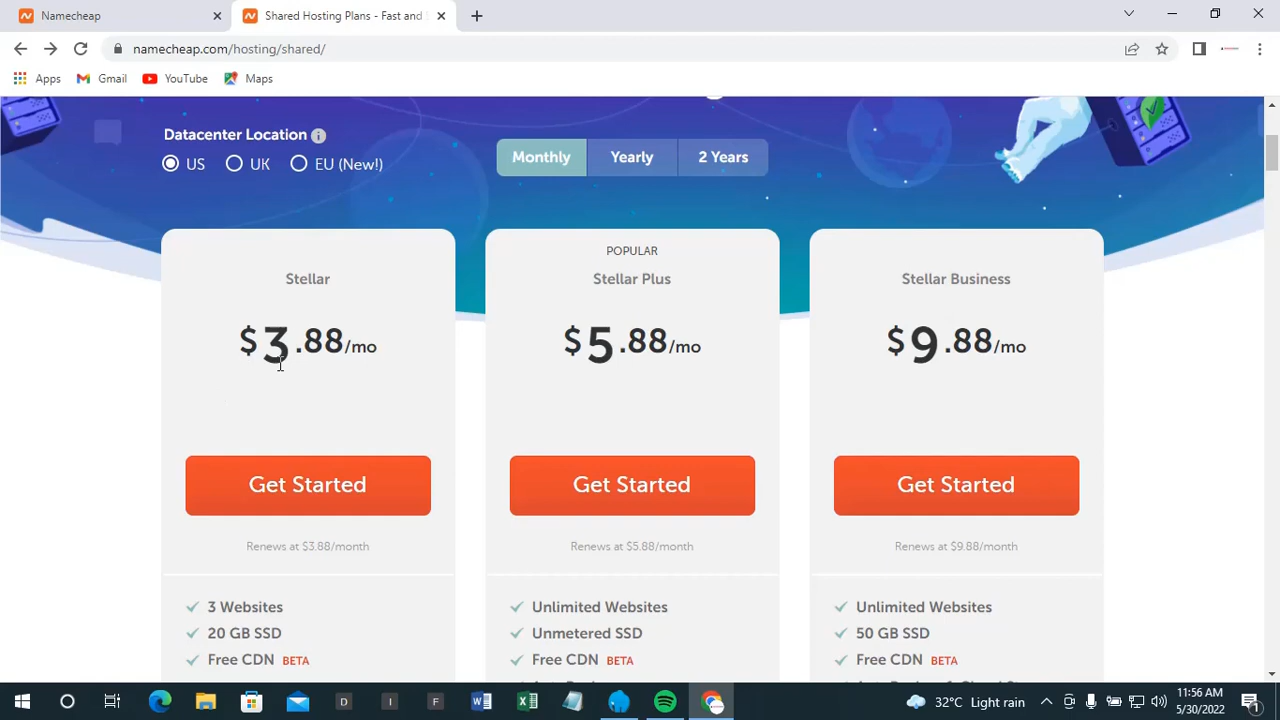 Namecheap
Shared Hosting Plans - Fast and S
namecheap.com/hosting/shared/
Apps Gmail YouTube Maps
Datacenter Location
US UK EU (New!)
Monthly Yearly 2 Years
POPULAR
Stellar Stellar Plus Stellar Business
$3.88/mo $5.88/mo $9.88/mo
Get Started Get Started Get Started
Renews at $3.88/month Renews at $5.88/month Renews at $9.88/month
3 Websites Unlimited Websites Unlimited Websites
20 GB SSD Unmetered SSD 50 GB SSD
Free CDN BETA Free CDN BETA Free CDN BETA
D I F
32°C Light rain
11:56 AM
5/30/2022
1